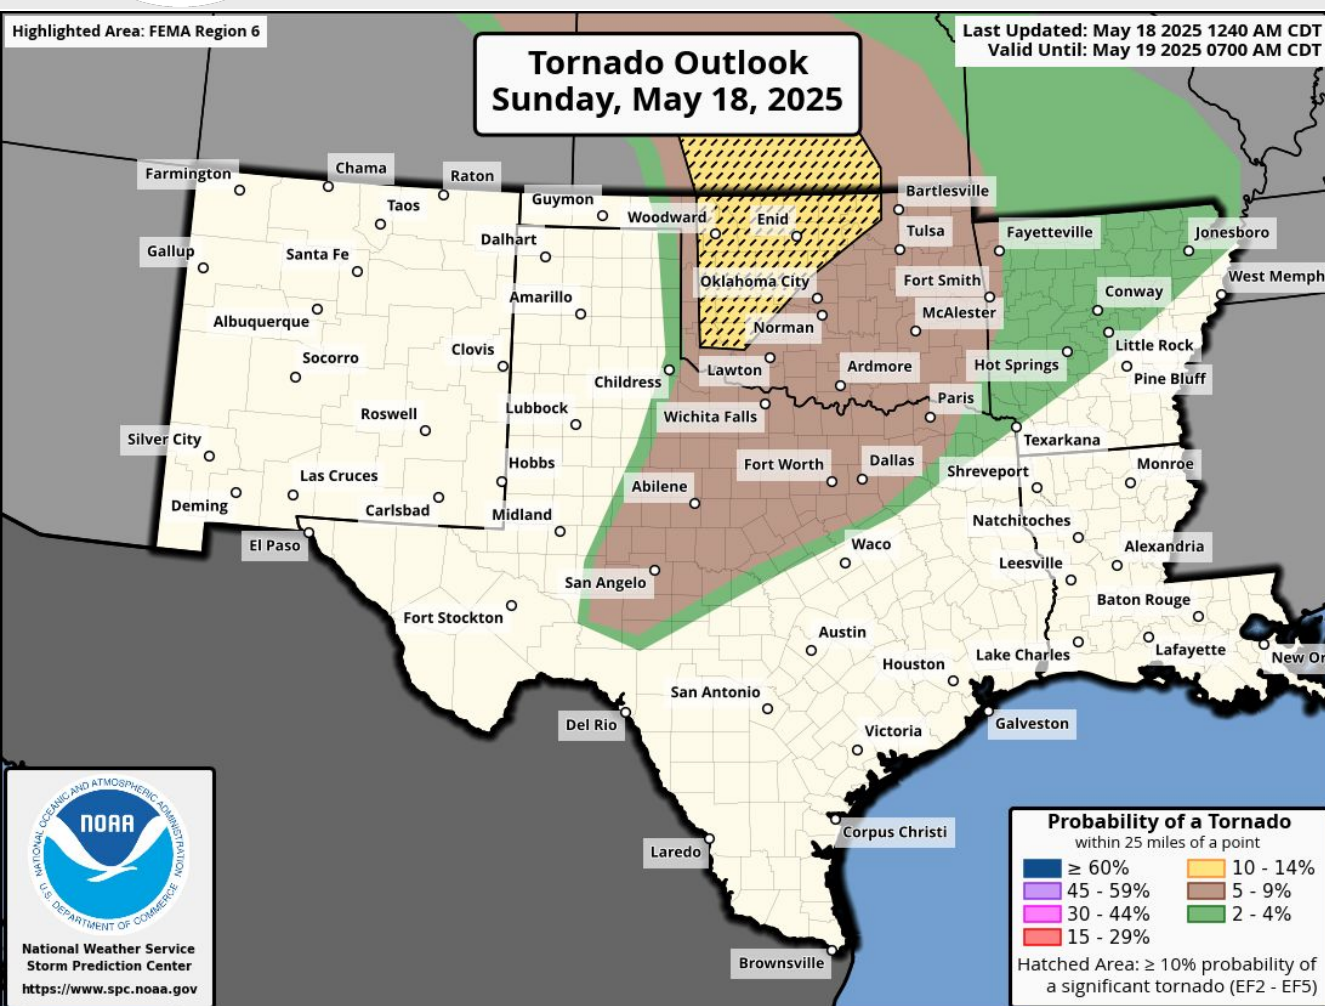 Highlighted Area: FEMA Region 6
Last Updated: May 18 2025 1240 AM CDT
Valid Until: May 19 2025 0700 AM CDT
Tornado Outlook
Sunday, May 18, 2025
Farmington
Chama
Raton
Taos
Guymon
Woodward
Enid
Bartlesville
Gallup
Santa Fe
Dalhart
Tulsa
Fayetteville
Jonesboro
Albuquerque
Amarillo
Oklahoma City
Fort Smith
Conway
West Memph
Socorro
Clovis
Norman
McAlester
Little Rock
Childress
Lawton
Ardmore
Hot Springs
Pine Bluff
Roswell
Lubbock
Wichita Falls
Paris
Silver City
Las Cruces
Hobbs
Fort Worth
Dallas
Texarkana
Shreveport
Monroe
Deming
Carlsbad
Midland
Abilene
Natchitoches
El Paso
Waco
Leesville
Alexandria
San Angelo
Fort Stockton
Baton Rouge
Austin
Lake Charles
Lafayette
New Or
Houston
San Antonio
Del Rio
Victoria
Galveston
Corpus Christi
Laredo
Brownsville
NATIONAL OCEANIC AND ATMOSPHERIC ADMINISTRATION
NOAA
U.S. DEPARTMENT OF COMMERCE
National Weather Service
Storm Prediction Center
https://www.spc.noaa.gov
Probability of a Tornado
within 25 miles of a point
≥ 60%
10 - 14%
45 - 59%
5 - 9%
30 - 44%
2 - 4%
15 - 29%
Hatched Area: ≥ 10% probability of
a significant tornado (EF2 - EF5)